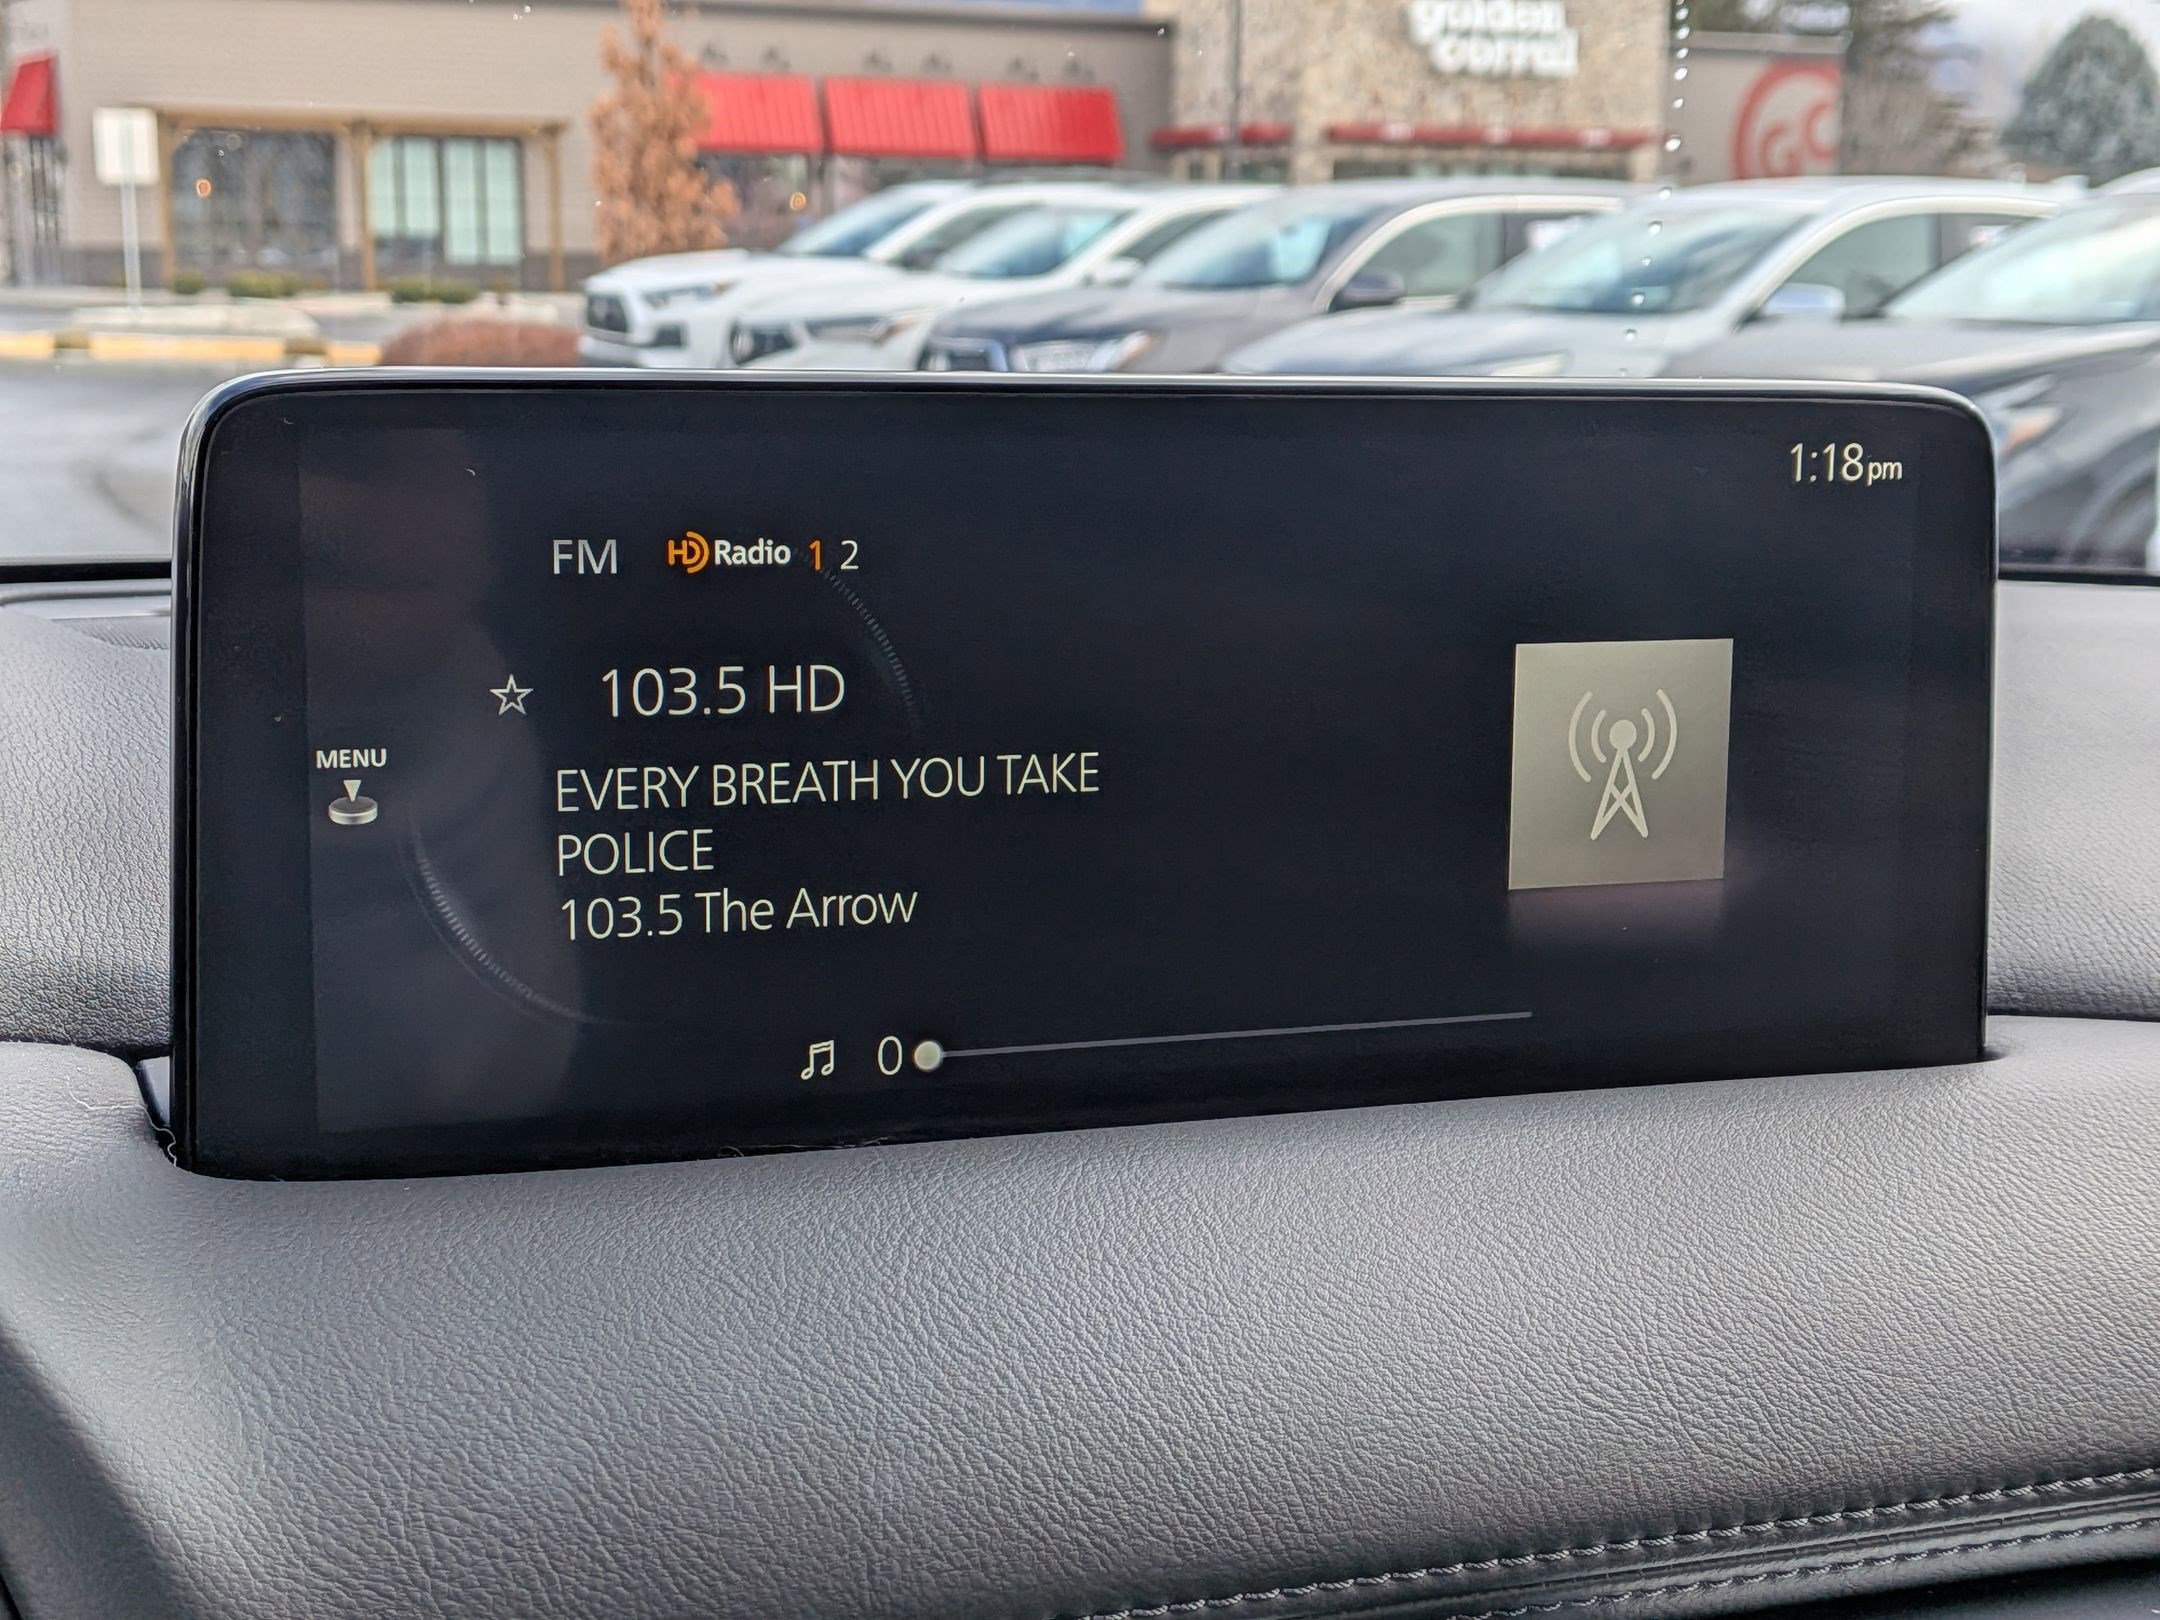 golden
corral
GC
1:18pm
FM HD Radio 1 2
103.5 HD
MENU
EVERY BREATH YOU TAKE
POLICE
103.5 The Arrow
0